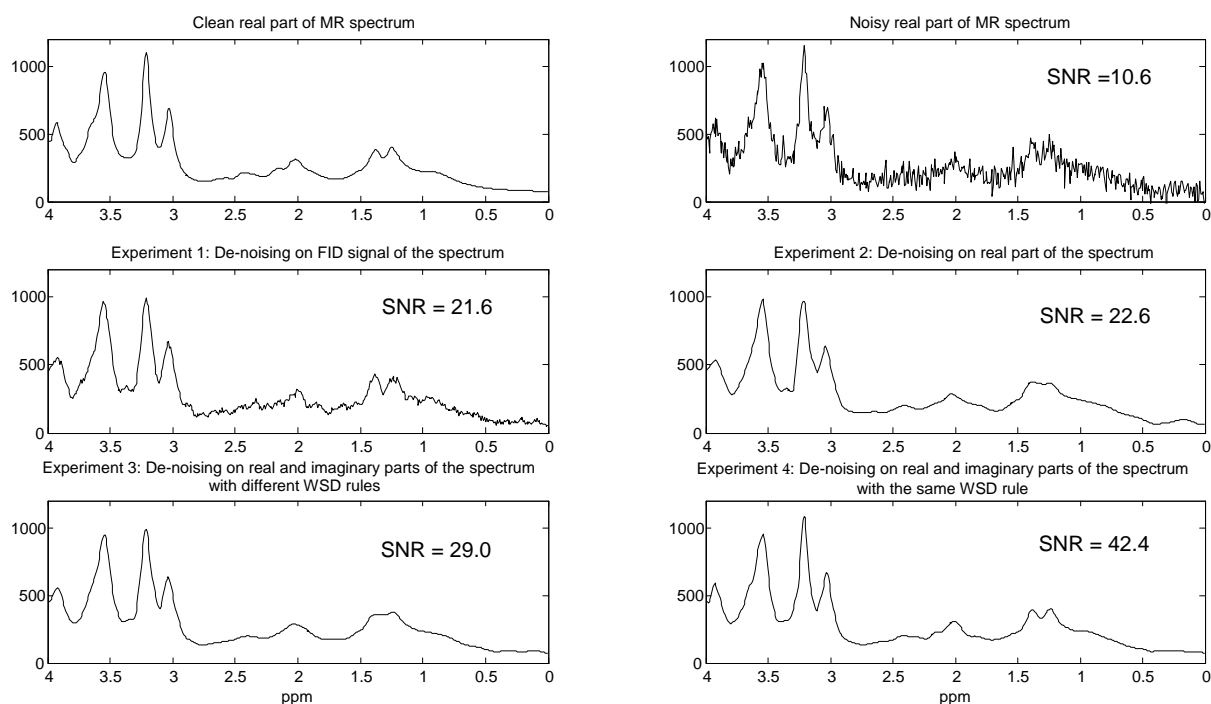 Clean real part of MR spectrum
1000
500
0
4 3.5 3 2.5 2 1.5 1 0.5 0
Noisy real part of MR spectrum
SNR =10.6
1000
500
0
4 3.5 3 2.5 2 1.5 1 0.5 0
Experiment 1: De-noising on FID signal of the spectrum
SNR = 21.6
1000
500
0
4 3.5 3 2.5 2 1.5 1 0.5 0
Experiment 2: De-noising on real part of the spectrum
SNR = 22.6
1000
500
0
4 3.5 3 2.5 2 1.5 1 0.5 0
Experiment 3: De-noising on real and imaginary parts of the spectrum
with different WSD rules
SNR = 29.0
1000
500
0
4 3.5 3 2.5 2 1.5 1 0.5 0
ppm
Experiment 4: De-noising on real and imaginary parts of the spectrum
with the same WSD rule
SNR = 42.4
1000
500
0
4 3.5 3 2.5 2 1.5 1 0.5 0
ppm